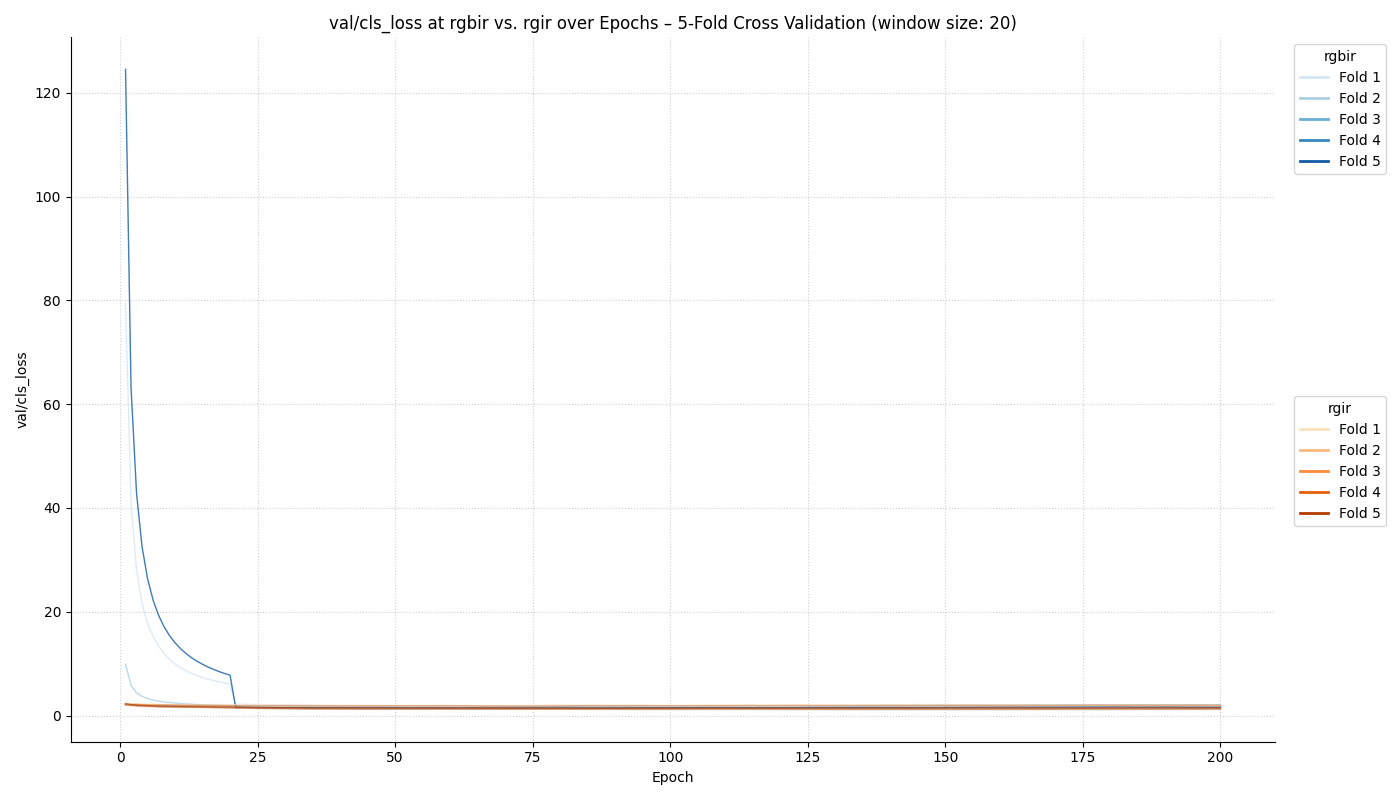 val/cls_loss at rgbir vs. rgir over Epochs – 5-Fold Cross Validation (window size: 20)
val/cls_loss
120
100
80
60
40
20
0
0 25 50 75 100 125 150 175 200
Epoch
rgbir
Fold 1
Fold 2
Fold 3
Fold 4
Fold 5
rgir
Fold 1
Fold 2
Fold 3
Fold 4
Fold 5